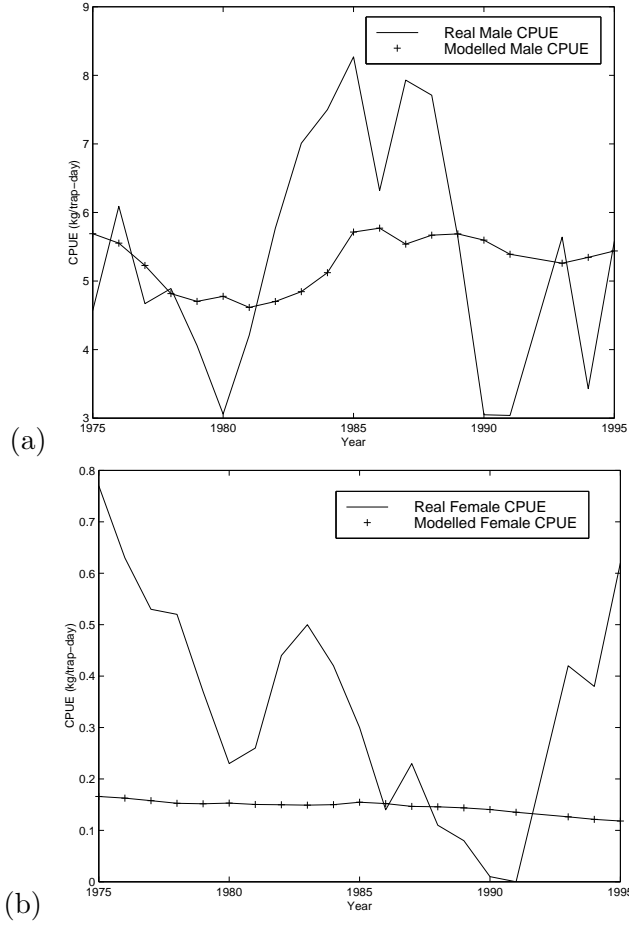 9
Real Male CPUE
Modelled Male CPUE
8
7
6
CPUE (kg/trap−day)
5
4
3
1975 1980 1985 1990 1995
Year
(a)
0.8
Real Female CPUE
Modelled Female CPUE
0.7
0.6
0.5
CPUE (kg/trap−day)
0.4
0.3
0.2
0.1
0
1975 1980 1985 1990 1995
Year
(b)